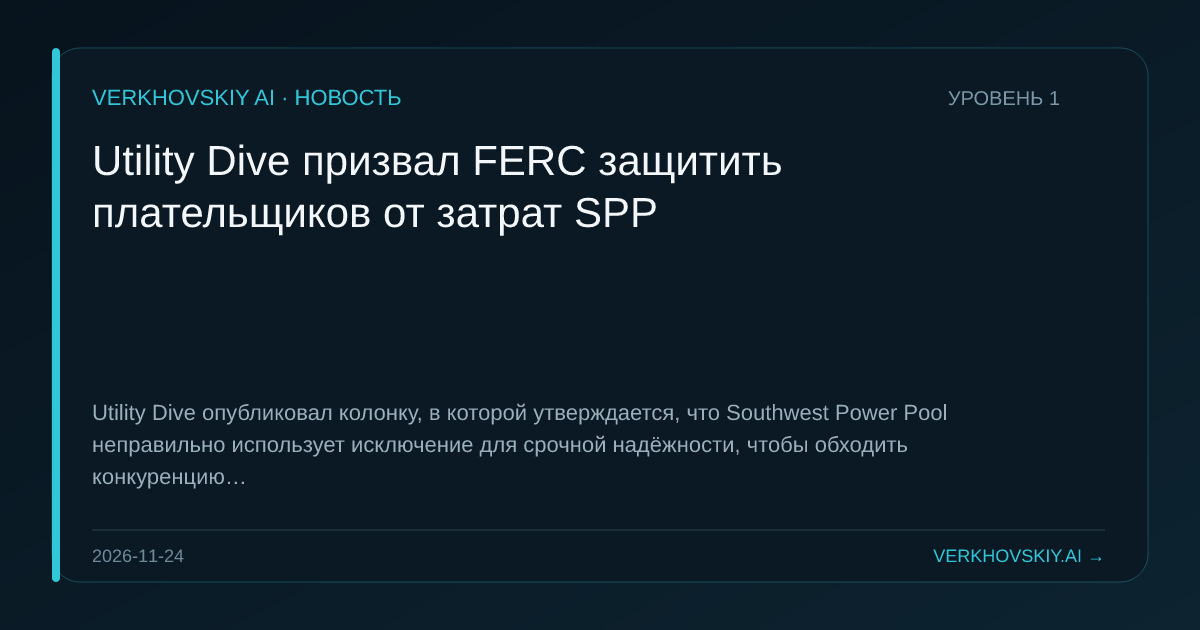 VERKHOVSKIY AI · НОВОСТЬ
УРОВЕНЬ 1
Utility Dive призвал FERC защитить
плательщиков от затрат SPP
Utility Dive опубликовал колонку, в которой утверждается, что Southwest Power Pool
неправильно использует исключение для срочной надёжности, чтобы обходить
конкуренцию…
2026-11-24
VERKHOVSKIY.AI →